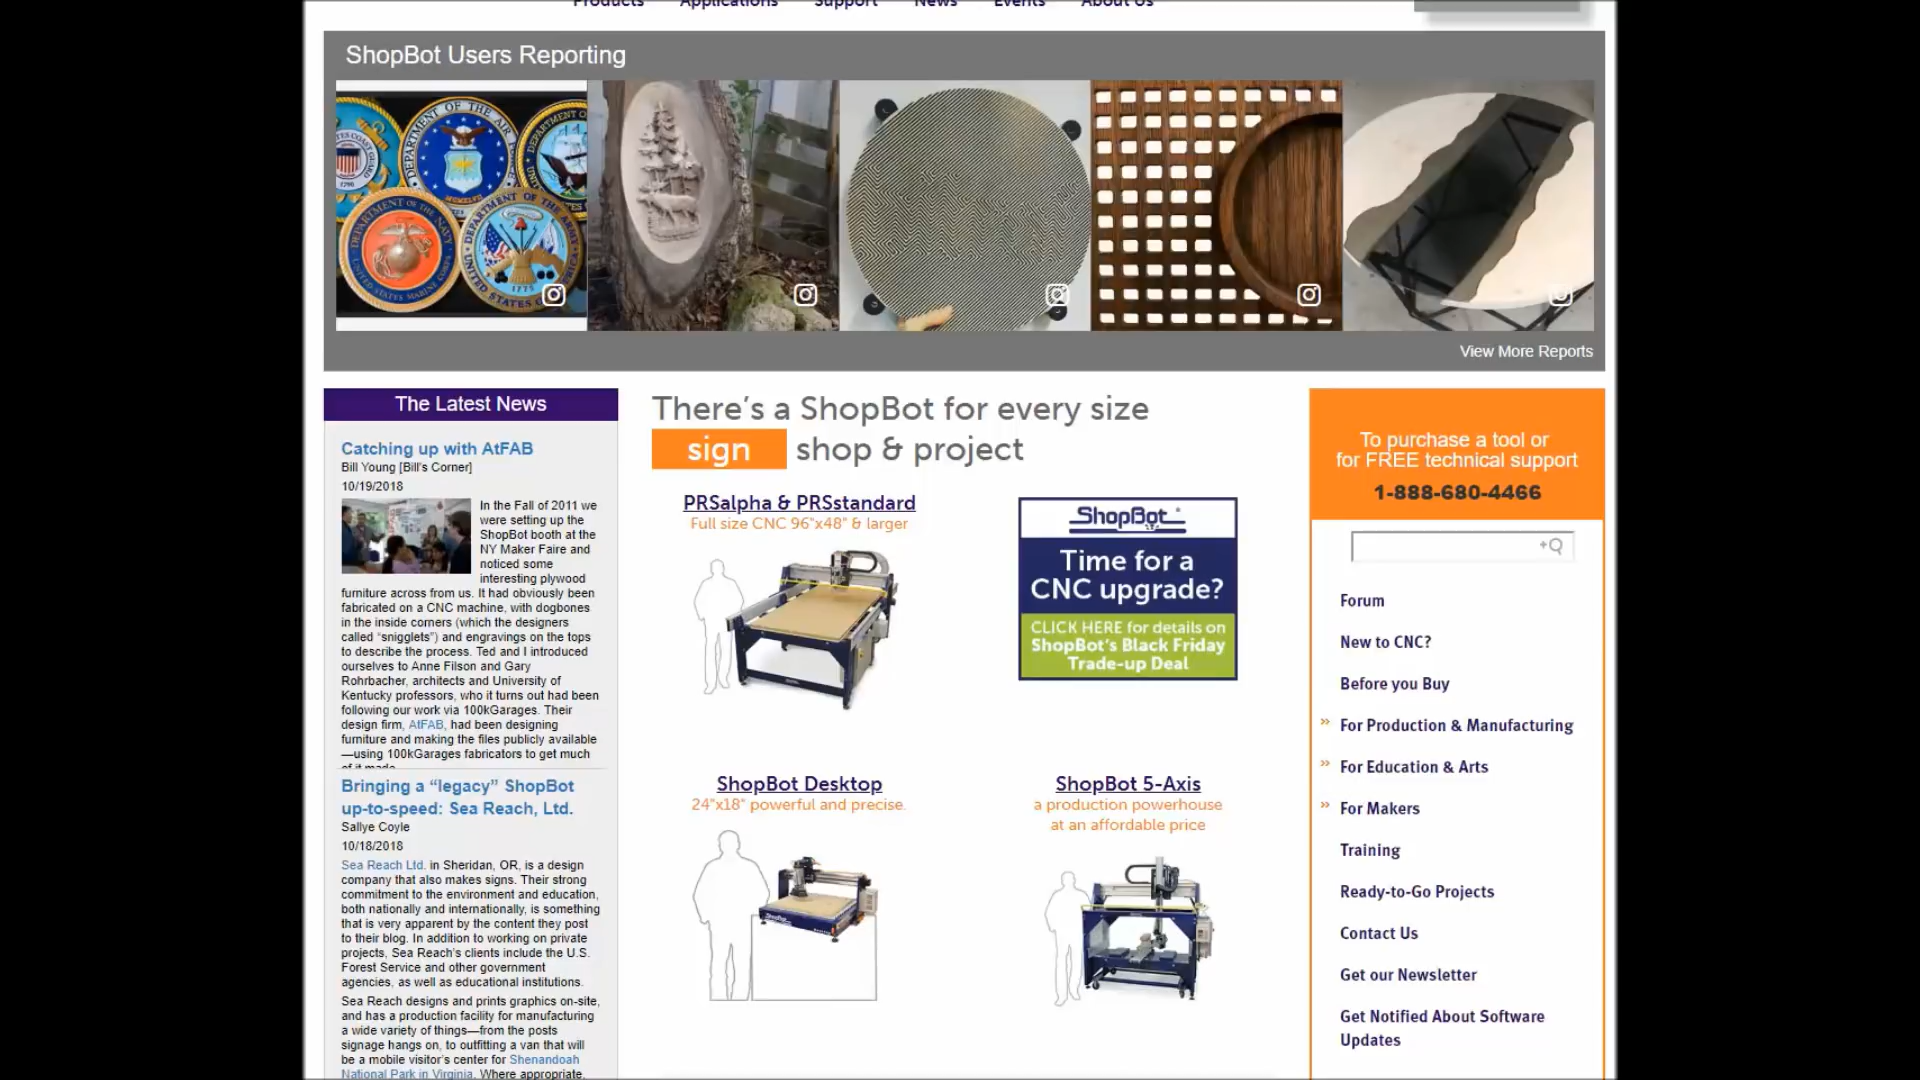 Products Applications Support News Events About Us
ShopBot Users Reporting
View More Reports
The Latest News
Catching up with AtFAB
Bill Young [Bill's Corner]
10/19/2018
In the Fall of 2011 we
were setting up the
ShopBot booth at the
NY Maker Faire and
noticed some
interesting plywood
furniture across from us. It had obviously been
fabricated on a CNC machine, with dogbones
in the inside corners (which the designers
called “snigglets”) and engravings on the tops
to describe the process. Ted and I introduced
ourselves to Anne Filson and Gary
Rohrbacher, architects and University of
Kentucky professors, who it turns out had been
following our work via 100kGarages. Their
design firm, AtFAB, had been designing
furniture and making the files publicly available
—using 100kGarages fabricators to get much
of it made.
Bringing a “legacy” ShopBot
up-to-speed: Sea Reach, Ltd.
Sallye Coyle
10/18/2018
Sea Reach Ltd. in Sheridan, OR, is a design
company that also makes signs. Their strong
commitment to the environment and education,
both nationally and internationally, is something
that is very apparent by the content they post
to their blog. In addition to working on private
projects, Sea Reach's clients include the U.S.
Forest Service and other government
agencies, as well as educational institutions.
Sea Reach designs and prints graphics on-site,
and has a production facility for manufacturing
a wide variety of things—from the posts
signage hangs on, to outfitting a van that will
be a mobile visitor's center for Shenandoah
National Park in Virginia. Where appropriate,
There's a ShopBot for every size
sign shop & project
PRSalpha & PRSstandard
Full size CNC 96"x48" & larger
ShopBot
Time for a
CNC upgrade?
CLICK HERE for details on
ShopBot's Black Friday
Trade-up Deal
ShopBot Desktop
24"x18" powerful and precise.
ShopBot
ShopBot 5-Axis
a production powerhouse
at an affordable price
To purchase a tool or
for FREE technical support
1-888-680-4466
Forum
New to CNC?
Before you Buy
» For Production & Manufacturing
» For Education & Arts
» For Makers
Training
Ready-to-Go Projects
Contact Us
Get our Newsletter
Get Notified About Software
Updates